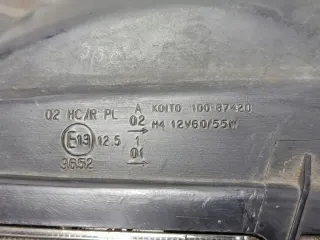 02 HC/R PL A KOITO 100-87420
02 H4 12V60/55W
E13 12.5 1
3652 01